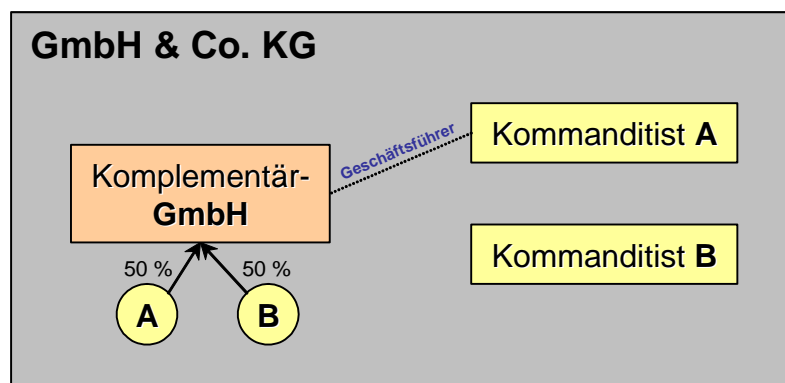 GmbH & Co. KG
Geschäftsführer
Kommanditist A
Komplementär-
GmbH
Kommanditist B
50 %
50 %
A
B